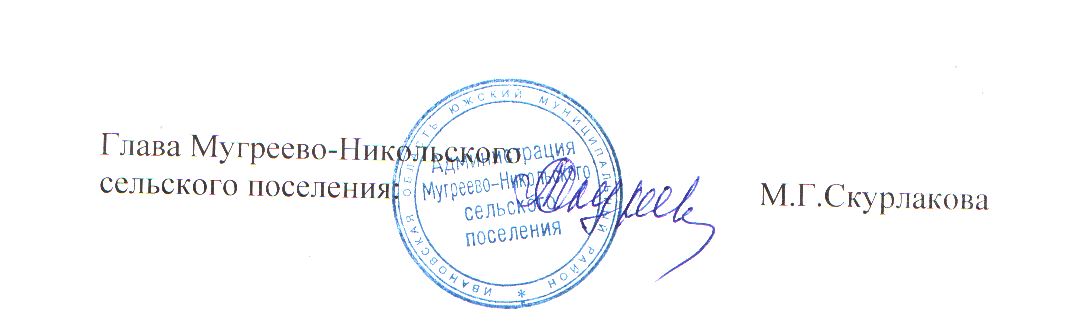 Глава Мугреево-Никольского
сельского поселения:
М.Г.Скурлакова
ИВАНОВСКАЯ ОБЛАСТЬ ЮЖСКИЙ МУНИЦИПАЛЬНЫЙ РАЙОН *
Администрация
Мугреево-Никольского
сельского
поселения